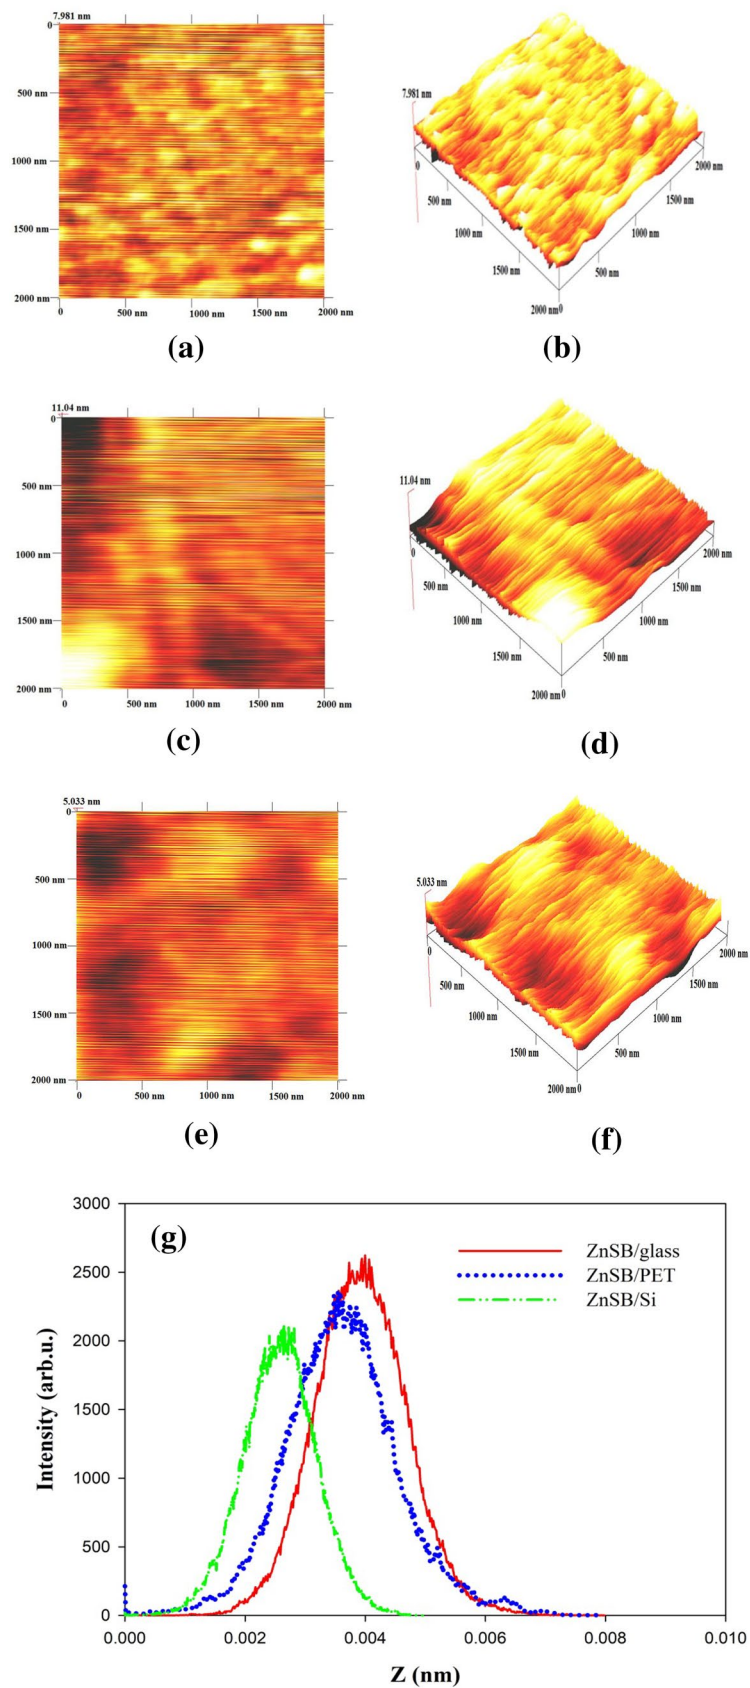 7.981 nm
0
500 nm
1000 nm
1500 nm
2000 nm
0
500 nm
1000 nm
1500 nm
2000 nm
(a)
7.981 nm
0
500 nm
1000 nm
1500 nm
2000 nm
0
500 nm
1000 nm
1500 nm
2000 nm
(b)
11.04 nm
0
500 nm
1000 nm
1500 nm
2000 nm
0
500 nm
1000 nm
1500 nm
2000 nm
(c)
11.04 nm
0
500 nm
1000 nm
1500 nm
2000 nm
0
500 nm
1000 nm
1500 nm
2000 nm
(d)
5.033 nm
0
500 nm
1000 nm
1500 nm
2000 nm
0
500 nm
1000 nm
1500 nm
2000 nm
(e)
5.033 nm
0
500 nm
1000 nm
1500 nm
2000 nm
0
500 nm
1000 nm
1500 nm
2000 nm
(f)
(g)
ZnSB/glass
ZnSB/PET
ZnSB/Si
3000
2500
2000
1500
1000
500
0
Intensity (arb.u.)
0.000
0.002
0.004
0.006
0.008
0.010
Z (nm)